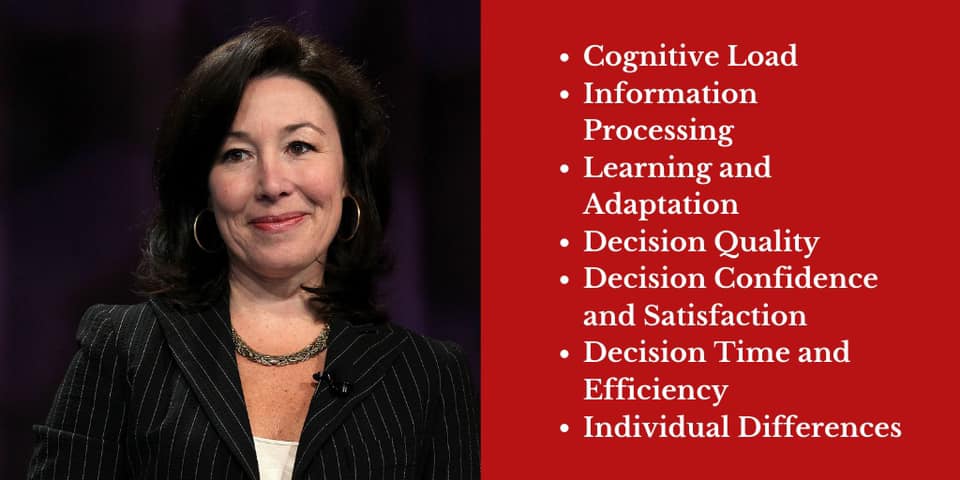 • Cognitive Load
• Information
Processing
• Learning and
Adaptation
• Decision Quality
• Decision Confidence
and Satisfaction
• Decision Time and
Efficiency
• Individual Differences